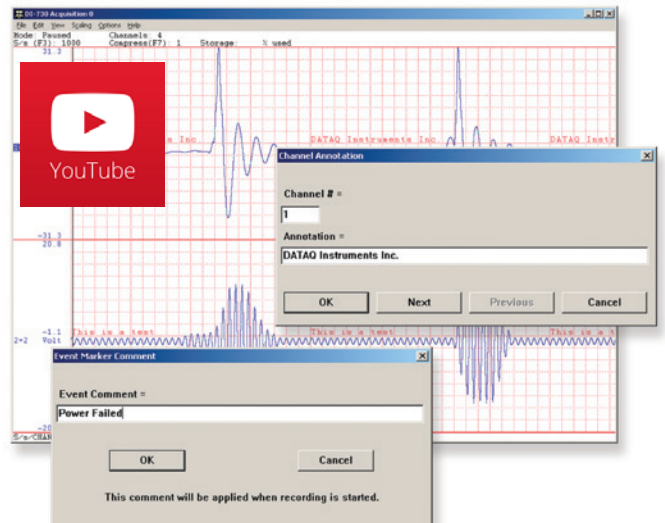 DI-730 Acquisition-0
File Edit View Scaling Options Help
Mode: Paused Channels: 4
S/s (F3): 1000 Compress(F7): 1 Storage: % used
31.3
YouTube
s Inc DATAQ Instruments Inc DATAQ Instr
-31.3
20.8
Channel Annotation
Channel # =
1
Annotation =
DATAQ Instruments Inc.
OK Next Previous Cancel
-1.1 This is a test This is a test This is a t
2=2 Volt
Event Marker Comment
Event Comment =
Power Failed
OK Cancel
This comment will be applied when recording is started.
-20
S/s/CHAN